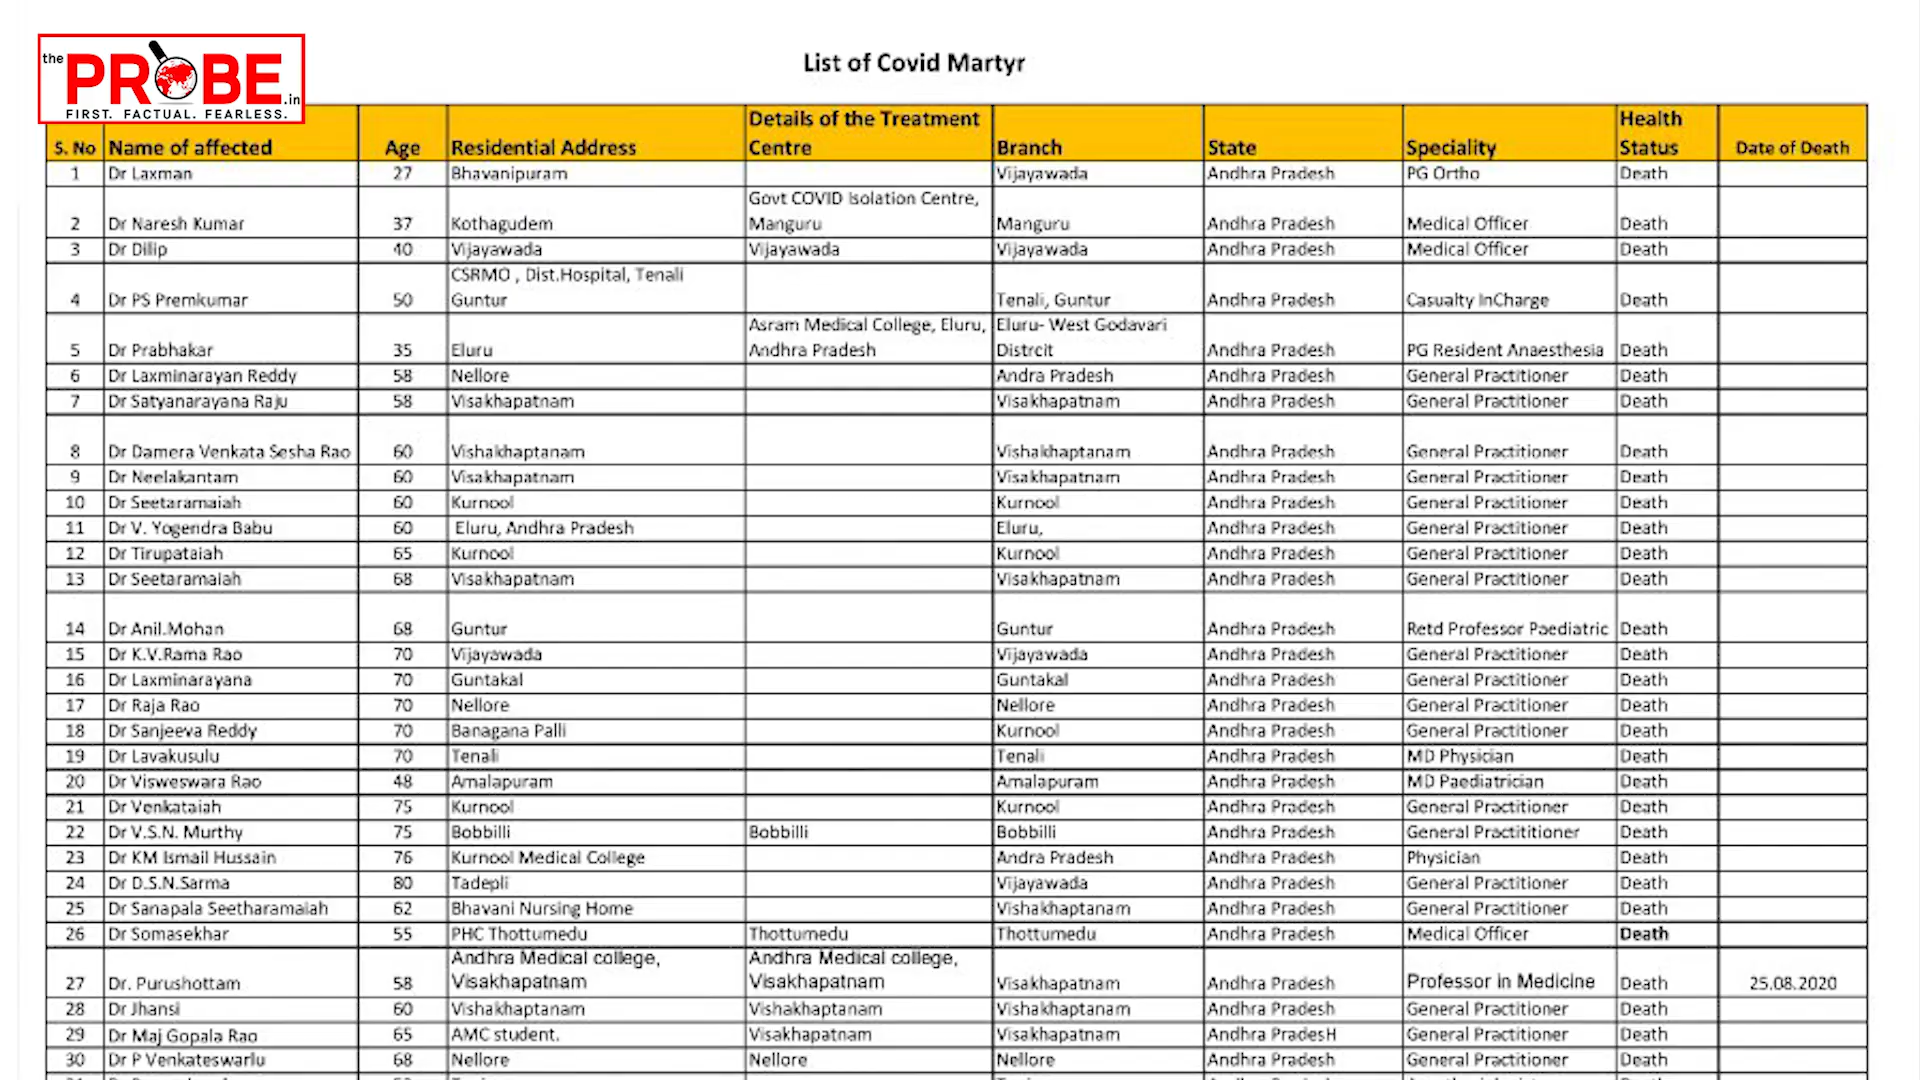 the PROBE.in
FIRST. FACTUAL. FEARLESS.
List of Covid Martyr
S. No Name of affected Age Residential Address Details of the Treatment Centre Branch State Speciality Health Status Date of Death
1 Dr Laxman 27 Bhavanipuram Vijayawada Andhra Pradesh PG Ortho Death
2 Dr Naresh Kumar 37 Kothagudem Govt COVID Isolation Centre, Manguru Manguru Andhra Pradesh Medical Officer Death
3 Dr Dilip 40 Vijayawada Vijayawada Vijayawada Andhra Pradesh Medical Officer Death
4 Dr PS Premkumar 50 CSRMO , Dist.Hospital, Tenali Guntur Tenali, Guntur Andhra Pradesh Casualty InCharge Death
5 Dr Prabhakar 35 Eluru Asram Medical College, Eluru, Andhra Pradesh Eluru- West Godavari Distrcit Andhra Pradesh PG Resident Anaesthesia Death
6 Dr Laxminarayan Reddy 58 Nellore Andra Pradesh Andhra Pradesh General Practitioner Death
7 Dr Satyanarayana Raju 58 Visakhapatnam Visakhapatnam Andhra Pradesh General Practitioner Death
8 Dr Damera Venkata Sesha Rao 60 Vishakhaptanam Vishakhaptanam Andhra Pradesh General Practitioner Death
9 Dr Neelakantam 60 Visakhapatnam Visakhapatnam Andhra Pradesh General Practitioner Death
10 Dr Seetaramaiah 60 Kurnool Kurnool Andhra Pradesh General Practitioner Death
11 Dr V. Yogendra Babu 60 Eluru, Andhra Pradesh Eluru, Andhra Pradesh General Practitioner Death
12 Dr Tirupataiah 65 Kurnool Kurnool Andhra Pradesh General Practitioner Death
13 Dr Seetaramaiah 68 Visakhapatnam Visakhapatnam Andhra Pradesh General Practitioner Death
14 Dr Anil.Mohan 68 Guntur Guntur Andhra Pradesh Retd Professor Paediatric Death
15 Dr K.V.Rama Rao 70 Vijayawada Vijayawada Andhra Pradesh General Practitioner Death
16 Dr Laxminarayana 70 Guntakal Guntakal Andhra Pradesh General Practitioner Death
17 Dr Raja Rao 70 Nellore Nellore Andhra Pradesh General Practitioner Death
18 Dr Sanjeeva Reddy 70 Banagana Palli Kurnool Andhra Pradesh General Practitioner Death
19 Dr Lavakusulu 70 Tenali Tenali Andhra Pradesh MD Physician Death
20 Dr Visweswara Rao 48 Amalapuram Amalapuram Andhra Pradesh MD Paediatrician Death
21 Dr Venkataiah 75 Kurnool Kurnool Andhra Pradesh General Practitioner Death
22 Dr V.S.N. Murthy 75 Bobbilli Bobbilli Bobbilli Andhra Pradesh General Practititioner Death
23 Dr KM Ismail Hussain 76 Kurnool Medical College Andra Pradesh Andhra Pradesh Physician Death
24 Dr D.S.N.Sarma 80 Tadepli Vijayawada Andhra Pradesh General Practitioner Death
25 Dr Sanapala Seetharamaiah 62 Bhavani Nursing Home Vishakhaptanam Andhra Pradesh General Practitioner Death
26 Dr Somasekhar 55 PHC Thottumedu Thottumedu Thottumedu Andhra Pradesh Medical Officer Death
27 Dr. Purushottam 58 Andhra Medical college, Visakhapatnam Andhra Medical college, Visakhapatnam Visakhapatnam Andhra Pradesh Professor in Medicine Death 25.08.2020
28 Dr Jhansi 60 Vishakhaptanam Vishakhaptanam Vishakhaptanam Andhra Pradesh General Practitioner Death
29 Dr Maj Gopala Rao 65 AMC student. Visakhapatnam Visakhapatnam Andhra PradesH General Practitioner Death
30 Dr P Venkateswarlu 68 Nellore Nellore Nellore Andhra Pradesh General Practitioner Death